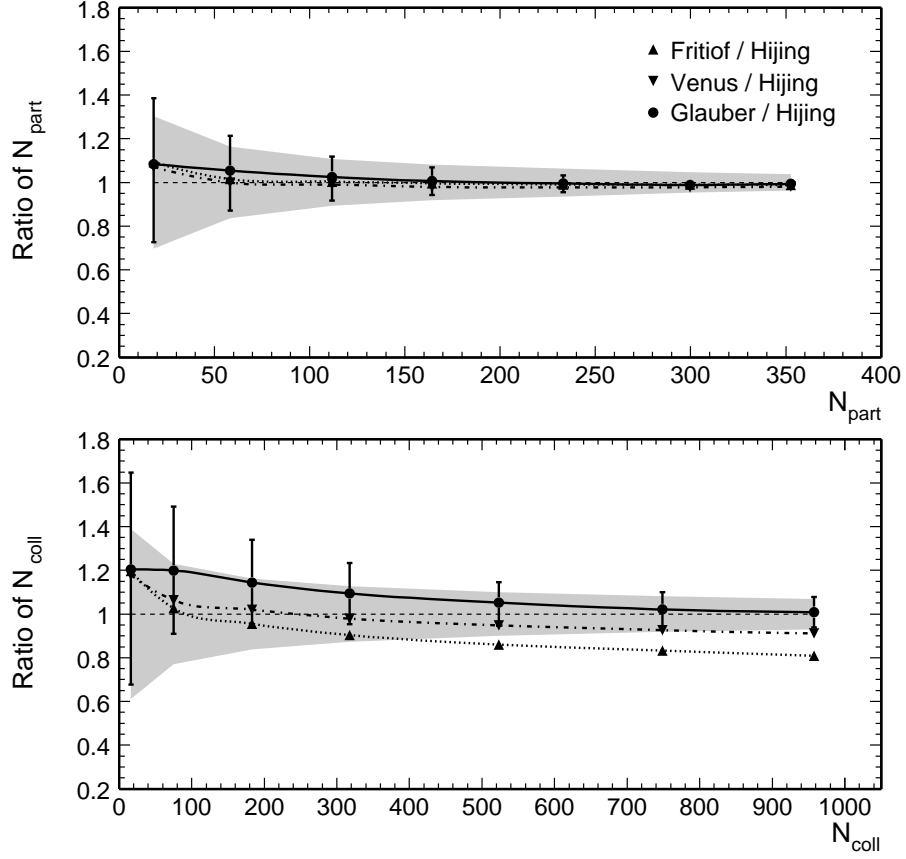 1.8
1.6
1.4
1.2
1
0.8
0.6
0.4
0.2
Ratio of N_part
Fritiof / Hijing
Venus / Hijing
Glauber / Hijing
0 50 100 150 200 250 300 350 400
N_part
1.8
1.6
1.4
1.2
1
0.8
0.6
0.4
0.2
Ratio of N_coll
0 100 200 300 400 500 600 700 800 900 1000
N_coll